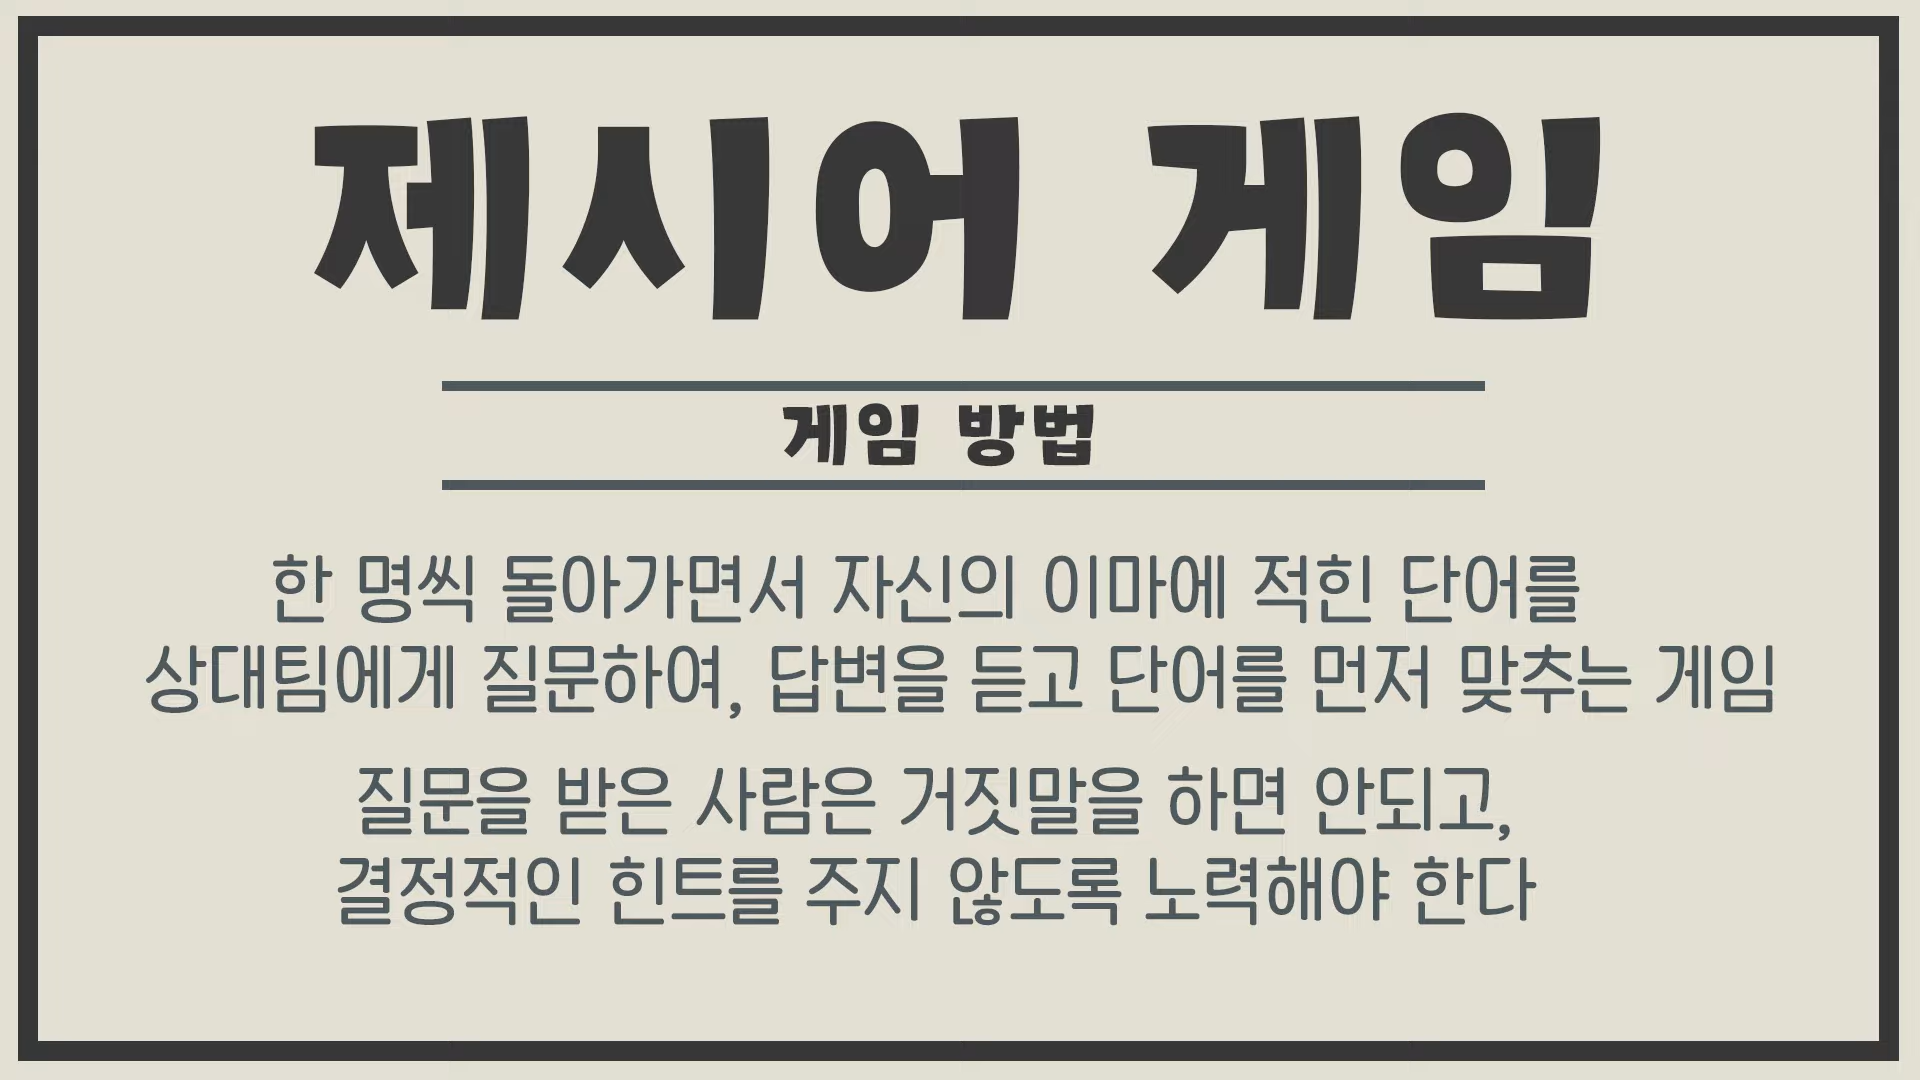 제시어 게임
게임 방법
한 명씩 돌아가면서 자신의 이마에 적힌 단어를
상대팀에게 질문하여, 답변을 듣고 단어를 먼저 맞추는 게임
질문을 받은 사람은 거짓말을 하면 안되고,
결정적인 힌트를 주지 않도록 노력해야 한다